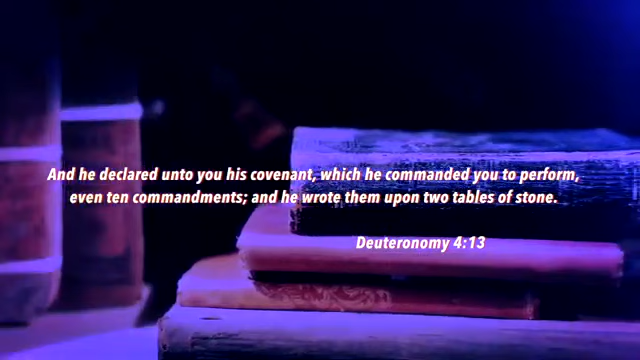 And he declared unto you his covenant, which he commanded you to perform,
even ten commandments; and he wrote them upon two tables of stone.
Deuteronomy 4:13